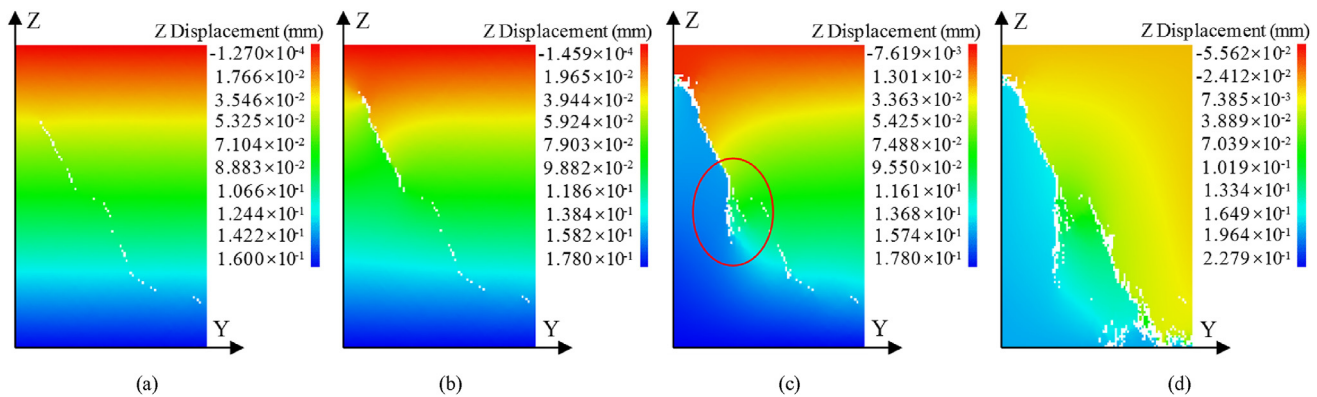 Z
Z Displacement (mm)
-1.270×10⁻⁴
1.766×10⁻²
3.546×10⁻²
5.325×10⁻²
7.104×10⁻²
8.883×10⁻²
1.066×10⁻¹
1.244×10⁻¹
1.422×10⁻¹
1.600×10⁻¹
Y
(a)
Z
Z Displacement (mm)
-1.459×10⁻⁴
1.965×10⁻²
3.944×10⁻²
5.924×10⁻²
7.903×10⁻²
9.882×10⁻²
1.186×10⁻¹
1.384×10⁻¹
1.582×10⁻¹
1.780×10⁻¹
Y
(b)
Z
Z Displacement (mm)
-7.619×10⁻³
1.301×10⁻²
3.363×10⁻²
5.425×10⁻²
7.488×10⁻²
9.550×10⁻²
1.161×10⁻¹
1.368×10⁻¹
1.574×10⁻¹
1.780×10⁻¹
Y
(c)
Z
Z Displacement (mm)
-5.562×10⁻²
-2.412×10⁻²
7.385×10⁻³
3.889×10⁻²
7.039×10⁻²
1.019×10⁻¹
1.334×10⁻¹
1.649×10⁻¹
1.964×10⁻¹
2.279×10⁻¹
Y
(d)